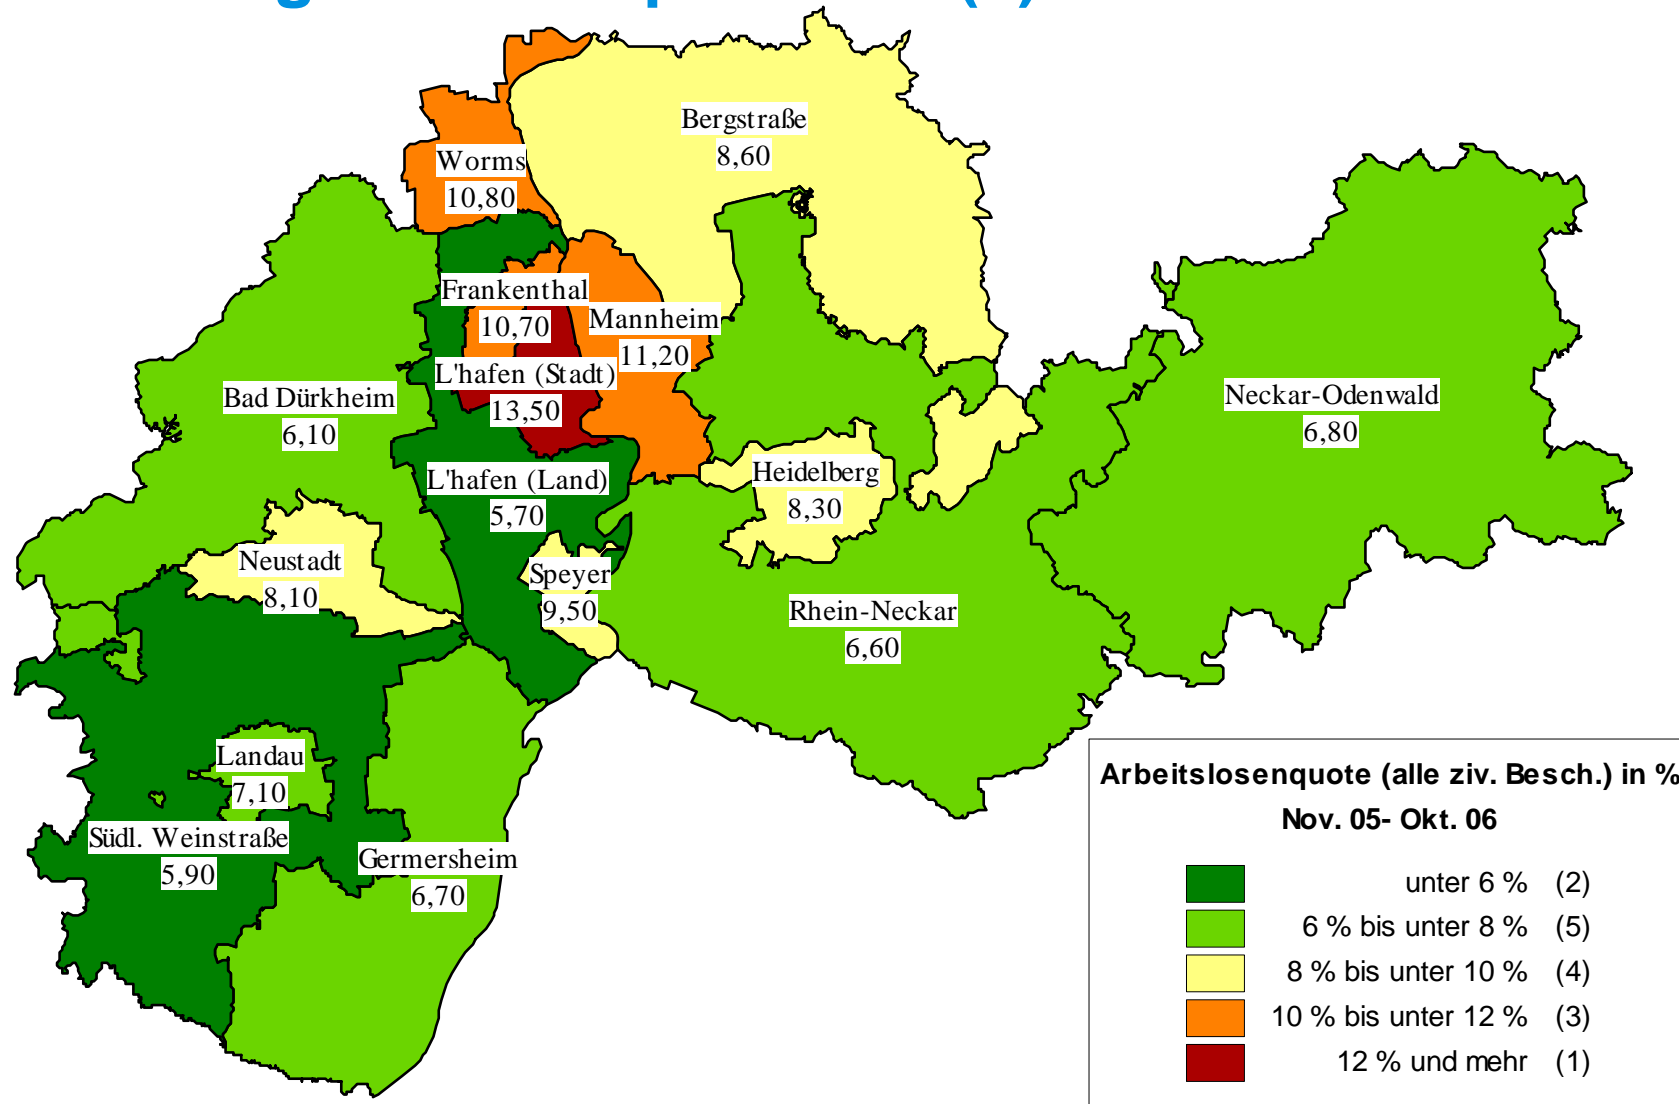 Bergstraße
8,60
Worms
10,80
Frankenthal
10,70
Mannheim
11,20
L'hafen (Stadt)
13,50
Bad Dürkheim
6,10
Neckar-Odenwald
6,80
L'hafen (Land)
5,70
Heidelberg
8,30
Neustadt
8,10
Speyer
9,50
Rhein-Neckar
6,60
Landau
7,10
Südl. Weinstraße
5,90
Germersheim
6,70
Arbeitslosenquote (alle ziv. Besch.) in %
Nov. 05- Okt. 06
unter 6 % (2)
6 % bis unter 8 % (5)
8 % bis unter 10 % (4)
10 % bis unter 12 % (3)
12 % und mehr (1)